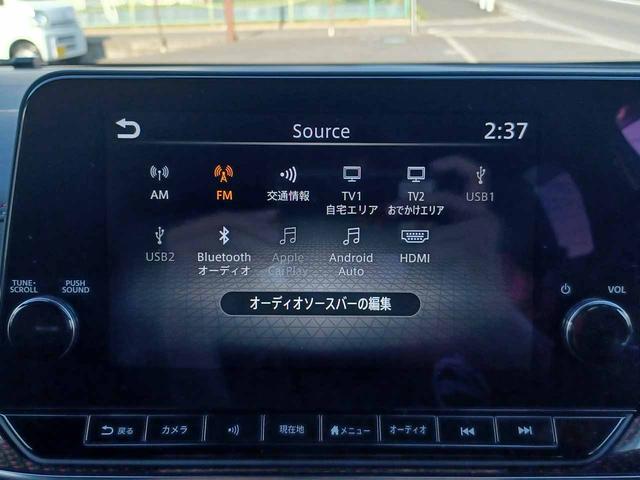 Source
2:37
AM
FM
交通情報
TV1
自宅エリア
TV2
おでかけエリア
USB1
USB2
Bluetooth
オーディオ
Apple
CarPlay
Android
Auto
HDMI
オーディオソースバーの編集
TUNE・
SCROLL
PUSH
SOUND
VOL
戻る
カメラ
現在地
メニュー
オーディオ